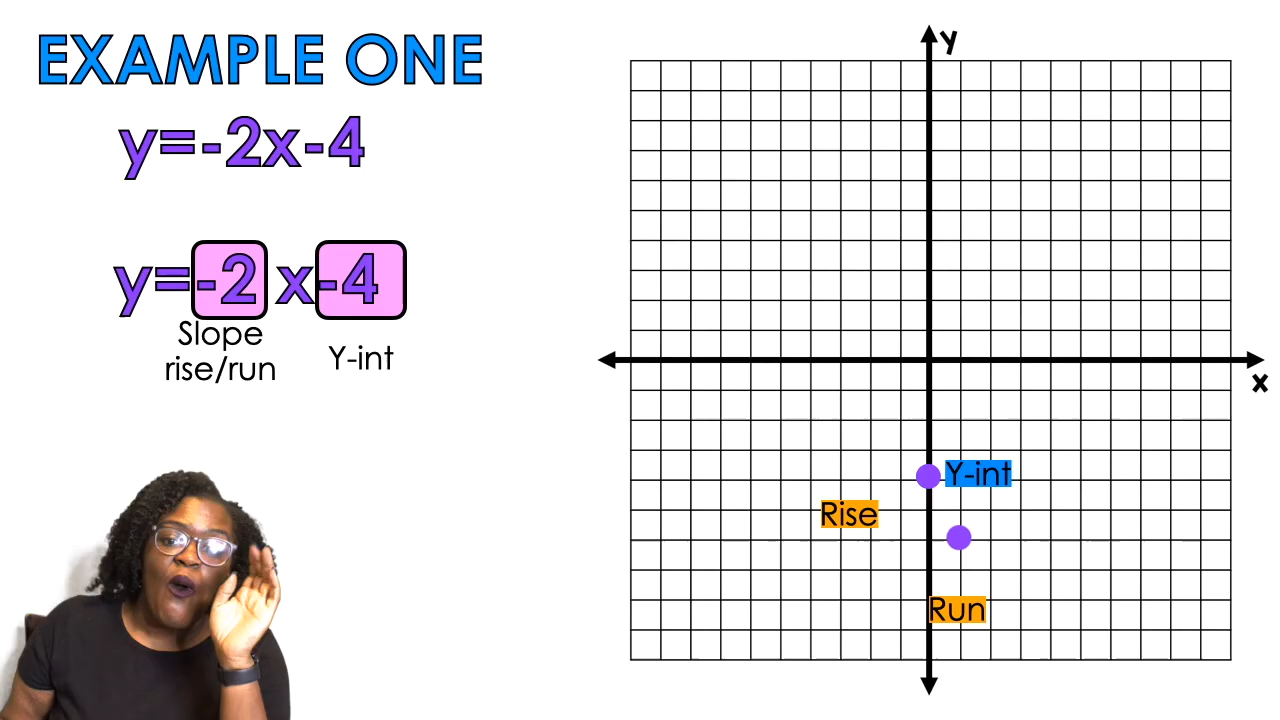 EXAMPLE ONE
y=-2x-4
y=-2 x-4
Slope
rise/run
Y-int
y
x
Y-int
Rise
Run